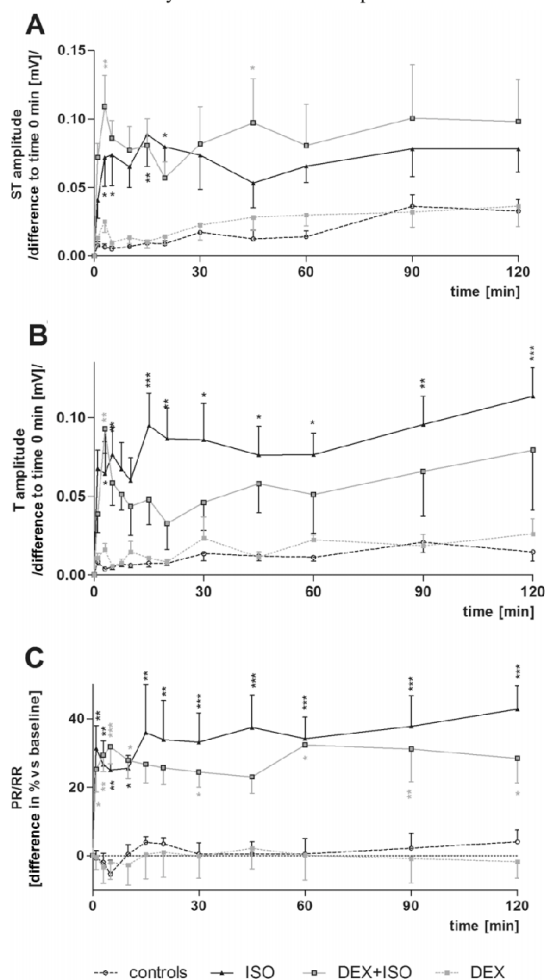 A
ST amplitude
/difference to time 0 min [mV]/
0.15
0.10
0.05
0.00
0
30
60
90
120
time [min]
B
T amplitude
/difference to time 0 min [mV]/
0.10
0.05
0.00
0
30
60
90
120
time [min]
C
PR/RR
[difference in % vs baseline]
40
20
0
0
30
60
90
120
time [min]
controls ISO DEX+ISO DEX